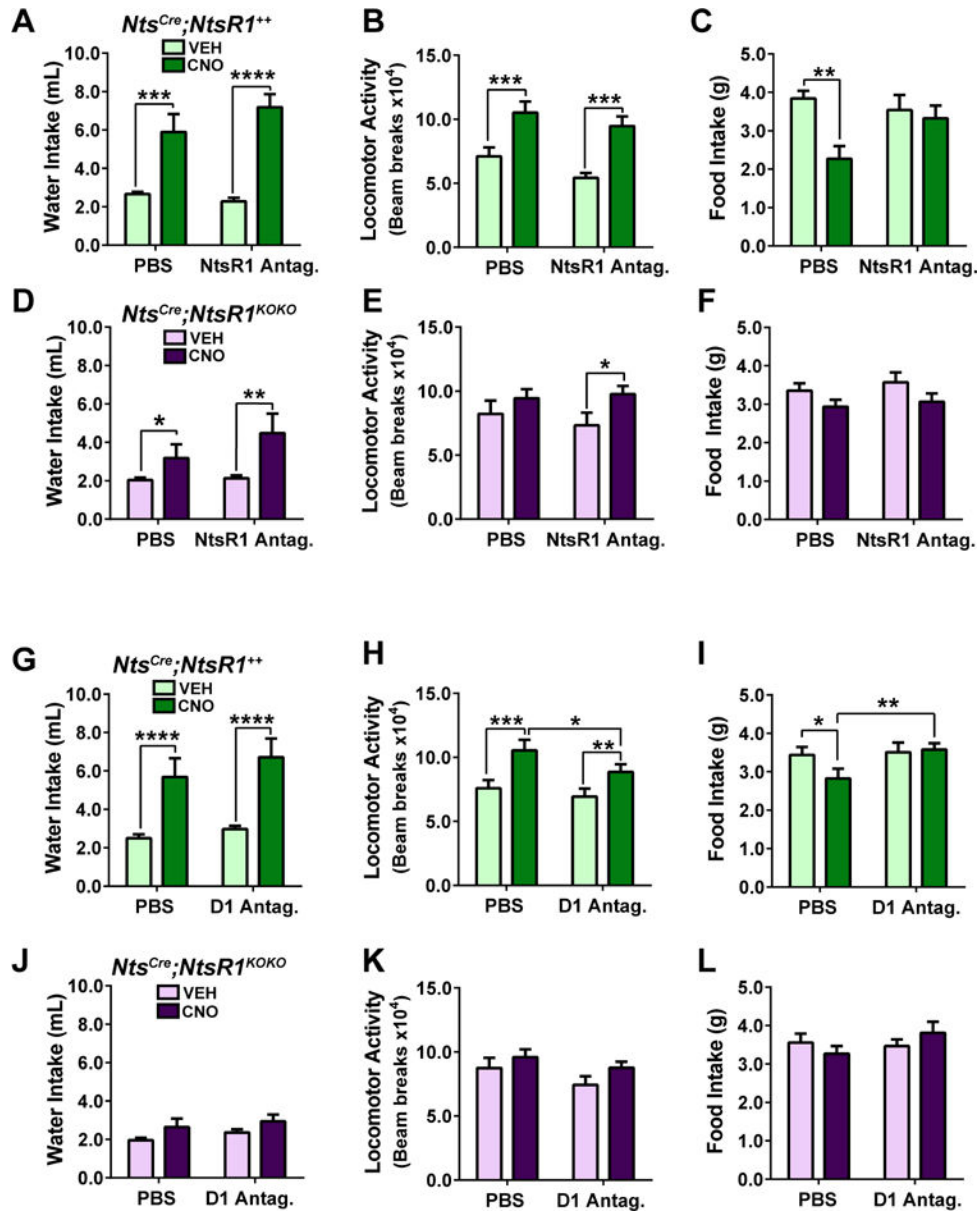 A
Nts^Cre;NtsR1^++
VEH
CNO
Water Intake (mL)
10.0
8.0
6.0
4.0
2.0
0.0
***
****
PBS
NtsR1 Antag.
B
Locomotor Activity
(Beam breaks x10^4)
15.0
10.0
5.0
0.0
***
***
PBS
NtsR1 Antag.
C
Food Intake (g)
5.0
4.0
3.0
2.0
1.0
0.0
**
PBS
NtsR1 Antag.
D
Nts^Cre;NtsR1^KOKO
VEH
CNO
Water Intake (mL)
10.0
8.0
6.0
4.0
2.0
0.0
*
**
PBS
NtsR1 Antag.
E
Locomotor Activity
(Beam breaks x10^4)
15.0
10.0
5.0
0.0
*
PBS
NtsR1 Antag.
F
Food Intake (g)
5.0
4.0
3.0
2.0
1.0
0.0
PBS
NtsR1 Antag.
G
Nts^Cre;NtsR1^++
VEH
CNO
Water Intake (mL)
10.0
8.0
6.0
4.0
2.0
0.0
****
****
PBS
D1 Antag.
H
Locomotor Activity
(Beam breaks x10^4)
15.0
10.0
5.0
0.0
***
*
**
PBS
D1 Antag.
I
Food Intake (g)
5.0
4.0
3.0
2.0
1.0
0.0
*
**
PBS
D1 Antag.
J
Nts^Cre;NtsR1^KOKO
VEH
CNO
Water Intake (mL)
10.0
8.0
6.0
4.0
2.0
0.0
PBS
D1 Antag.
K
Locomotor Activity
(Beam breaks x10^4)
15.0
10.0
5.0
0.0
PBS
D1 Antag.
L
Food Intake (g)
5.0
4.0
3.0
2.0
1.0
0.0
PBS
D1 Antag.